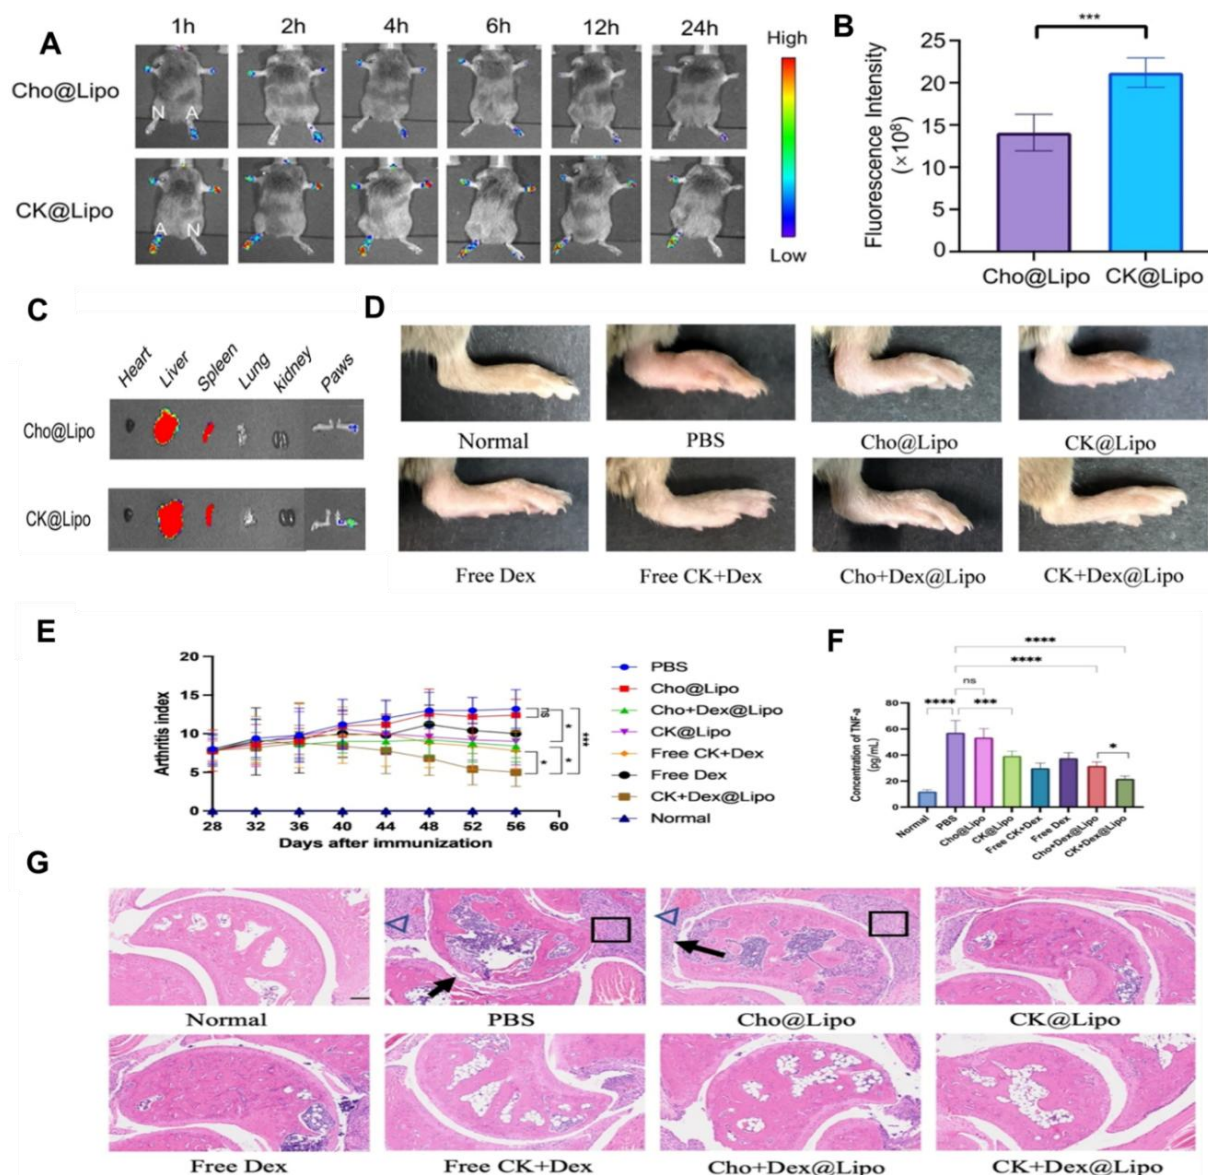 A
1h 2h 4h 6h 12h 24h
Cho@Lipo
N A
CK@Lipo
A N
High
Low
B
***
Fluorescence Intensity
(×10⁸)
25
20
15
10
5
0
Cho@Lipo CK@Lipo
C
Heart Liver Spleen Lung kidney Paws
Cho@Lipo
CK@Lipo
D
Normal PBS Cho@Lipo CK@Lipo
Free Dex Free CK+Dex Cho+Dex@Lipo CK+Dex@Lipo
E
Arthritis index
20
15
10
5
0
28 32 36 40 44 48 52 56 60
Days after immunization
ns
*
***
*
*
PBS
Cho@Lipo
Cho+Dex@Lipo
CK@Lipo
Free CK+Dex
Free Dex
CK+Dex@Lipo
Normal
F
****
****
ns
**** ***
*
Concentration of TNF-a
(pg/mL)
80
60
40
20
0
Normal PBS Cho@Lipo CK@Lipo Free CK+Dex Free Dex Cho+Dex@Lipo CK+Dex@Lipo
G
Normal PBS Cho@Lipo CK@Lipo
Free Dex Free CK+Dex Cho+Dex@Lipo CK+Dex@Lipo